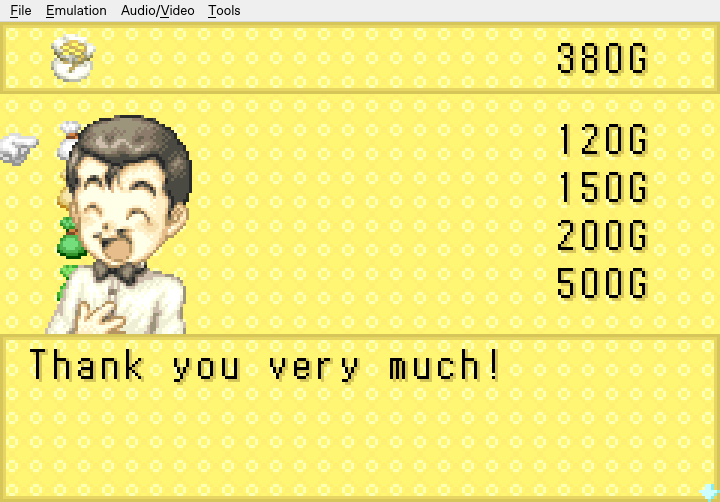 File Emulation Audio/Video Tools
380G
120G
150G
200G
500G
Thank you very much!